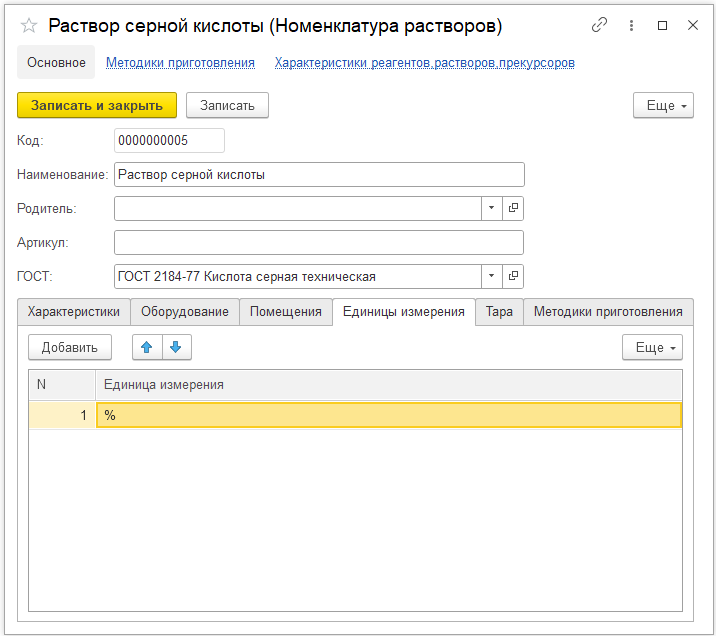 Раствор серной кислоты (Номенклатура растворов)
Основное Методики приготовления Характеристики реагентов,растворов,прекурсоров
Записать и закрыть Записать Еще
Код: 0000000005
Наименование: Раствор серной кислоты
Родитель:
Артикул:
ГОСТ: ГОСТ 2184-77 Кислота серная техническая
Характеристики Оборудование Помещения Единицы измерения Тара Методики приготовления
Добавить Еще
N Единица измерения
1 %